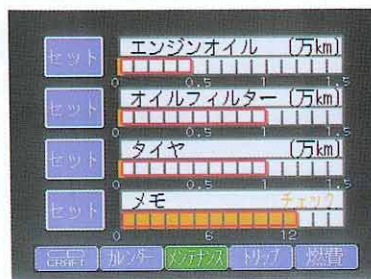 セット エンジンオイル (万km)
0 0.5 1 1.5
セット オイルフィルター (万km)
0 0.5 1 1.5
セット タイヤ (万km)
0 0.5 1 1.5
セット メモ チェック
0 6 12
CRAFT カレンダー メンテナンス トリップ 燃費